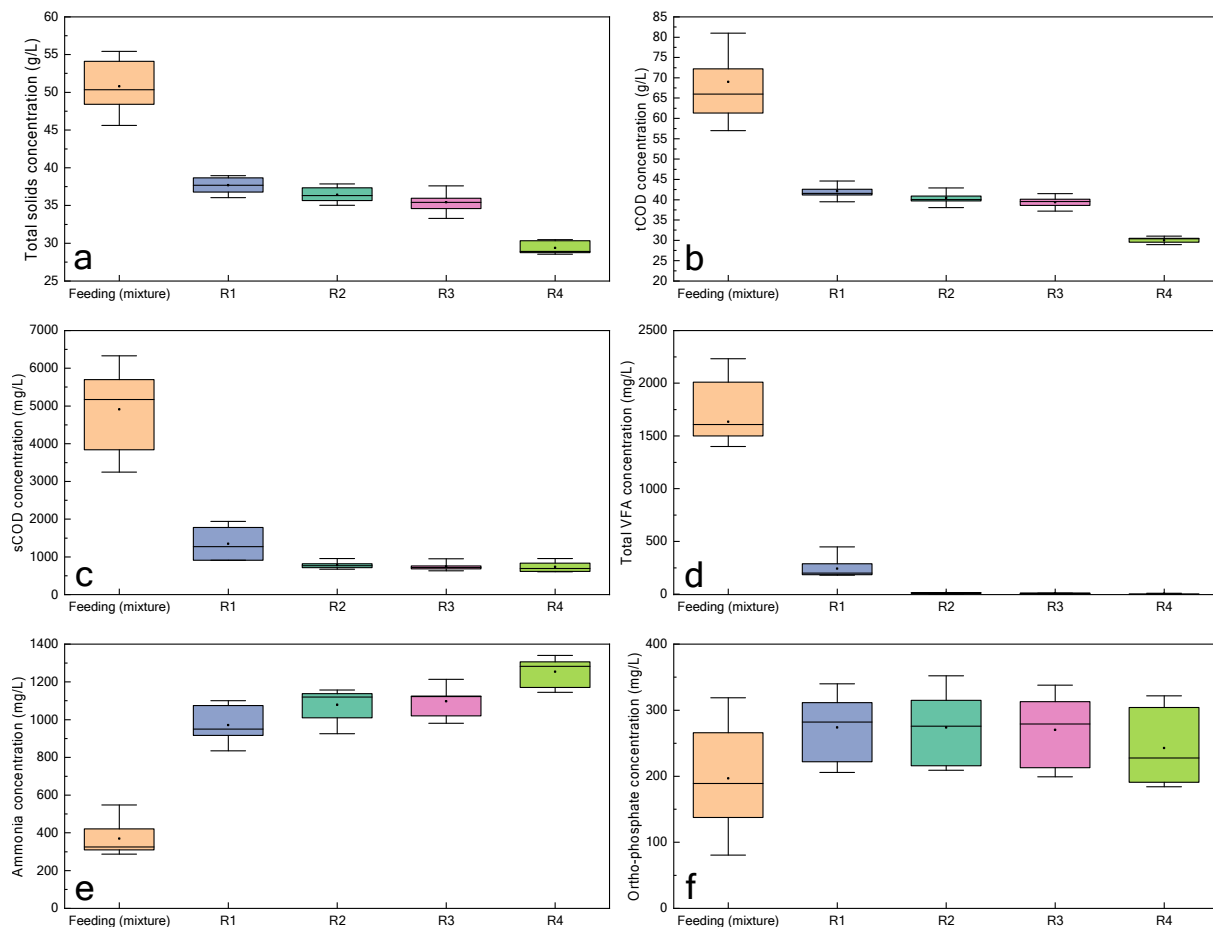 Total solids concentration (g/L)
60
55
50
45
40
35
30
25
a
Feeding (mixture) R1 R2 R3 R4
tCOD concentration (g/L)
85
80
75
70
65
60
55
50
45
40
35
30
25
20
b
Feeding (mixture) R1 R2 R3 R4
sCOD concentration (mg/L)
7000
6000
5000
4000
3000
2000
1000
0
c
Feeding (mixture) R1 R2 R3 R4
Total VFA concentration (mg/L)
2500
2000
1500
1000
500
0
d
Feeding (mixture) R1 R2 R3 R4
Ammonia concentration (mg/L)
1400
1200
1000
800
600
400
200
0
e
Feeding (mixture) R1 R2 R3 R4
Ortho-phosphate concentration (mg/L)
400
300
200
100
0
f
Feeding (mixture) R1 R2 R3 R4